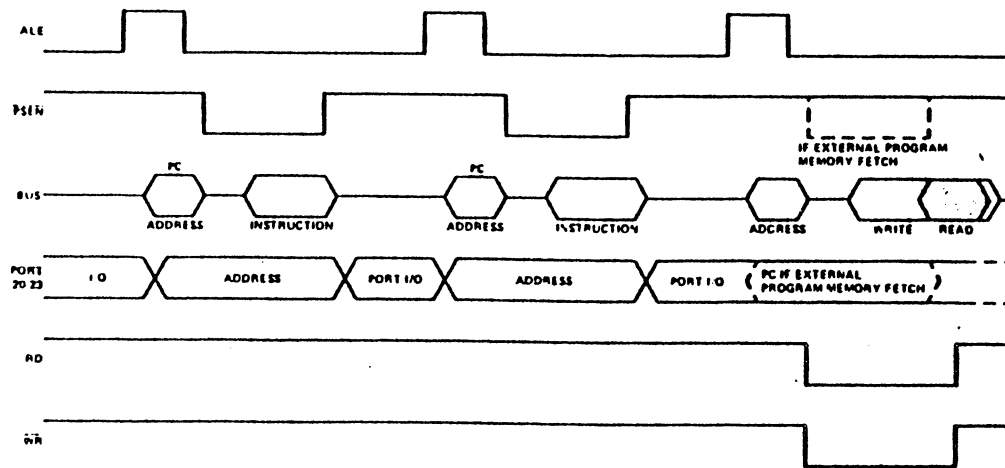 ALE
PSEN
IF EXTERNAL PROGRAM
MEMORY FETCH
PC
PC
BUS
ADDRESS
INSTRUCTION
ADDRESS
INSTRUCTION
ADDRESS
WRITE
READ
PORT
20 23
I/O
ADDRESS
PORT I/O
ADDRESS
PORT I/O
PC IF EXTERNAL
PROGRAM MEMORY FETCH
RD
WR